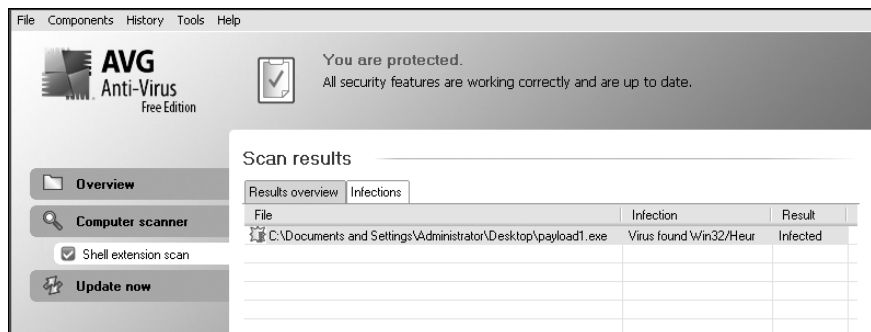 File Components History Tools Help
AVG
Anti-Virus
Free Edition
You are protected.
All security features are working correctly and are up to date.
Overview
Computer scanner
Shell extension scan
Update now
Scan results
Results overview Infections
File Infection Result
C:\Documents and Settings\Administrator\Desktop\payload1.exe Virus found Win32/Heur Infected